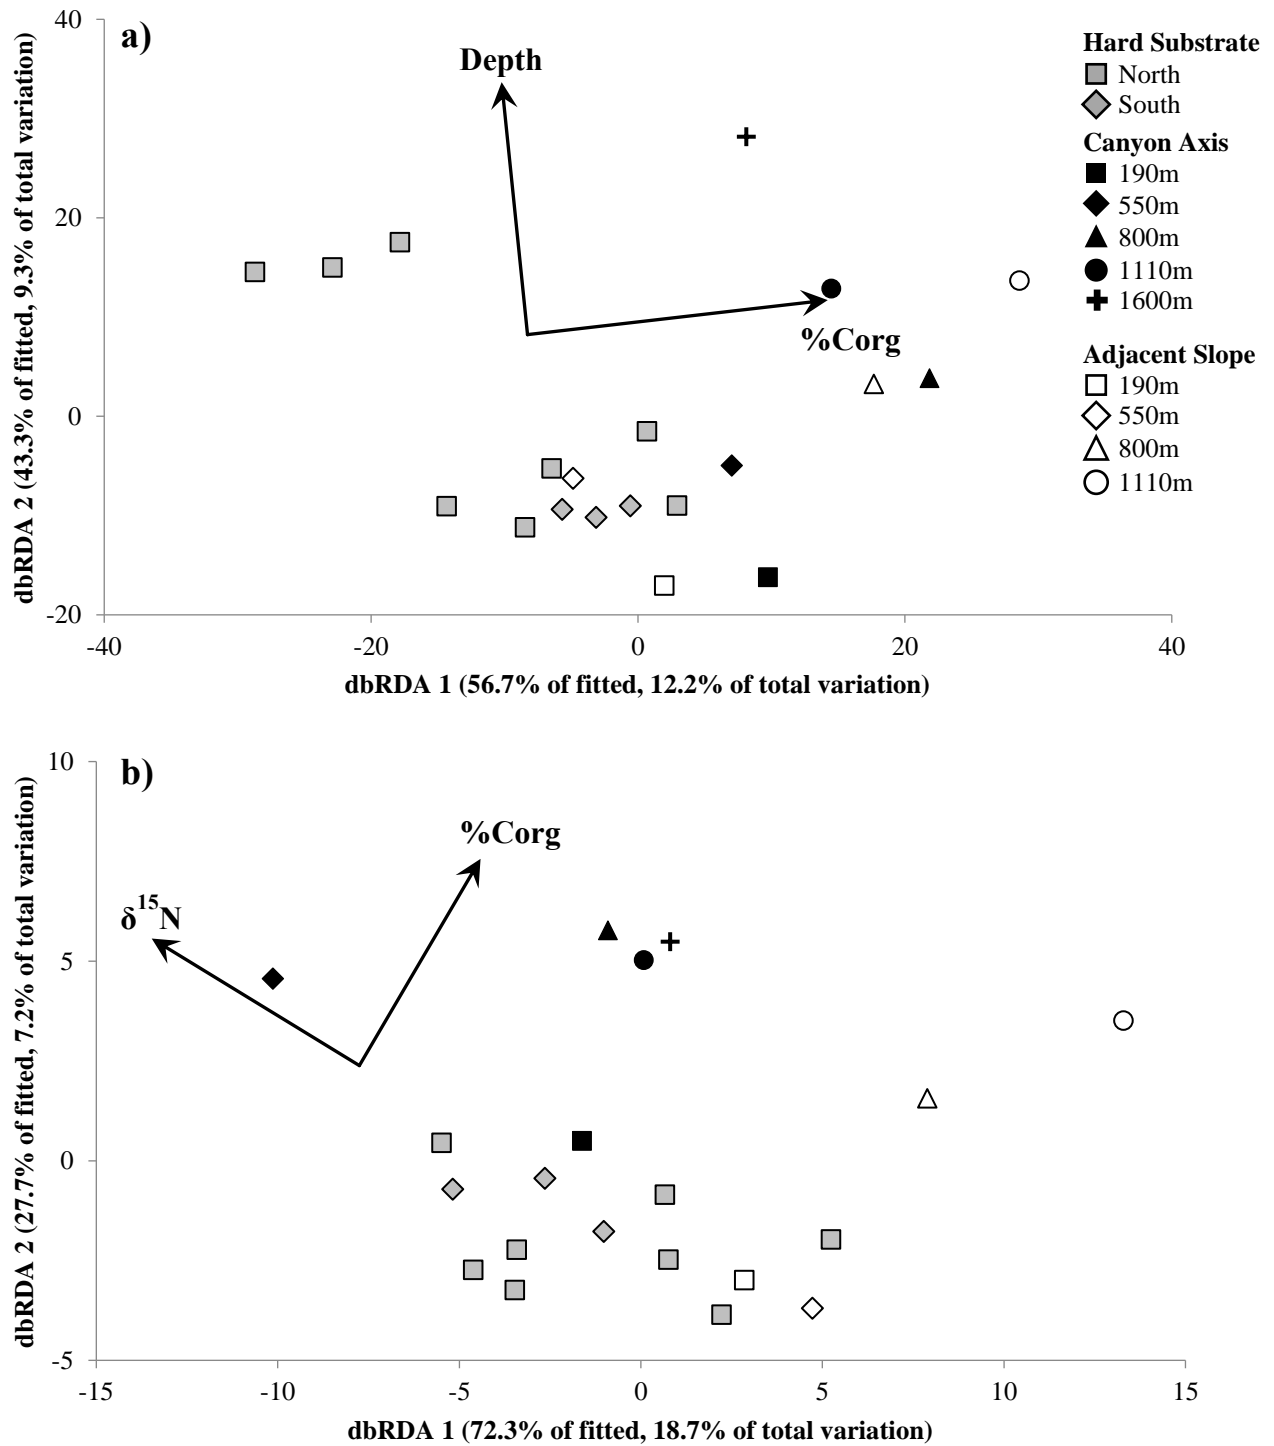 a)
40
20
0
-20
-40
-20
0
20
40
dbRDA 2 (43.3% of fitted, 9.3% of total variation)
dbRDA 1 (56.7% of fitted, 12.2% of total variation)
Depth
%Corg
Hard Substrate
North
South
Canyon Axis
190m
550m
800m
1110m
1600m
Adjacent Slope
190m
550m
800m
1110m
b)
10
5
0
-5
-15
-10
-5
0
5
10
15
dbRDA 2 (27.7% of fitted, 7.2% of total variation)
dbRDA 1 (72.3% of fitted, 18.7% of total variation)
%Corg
δ¹⁵N